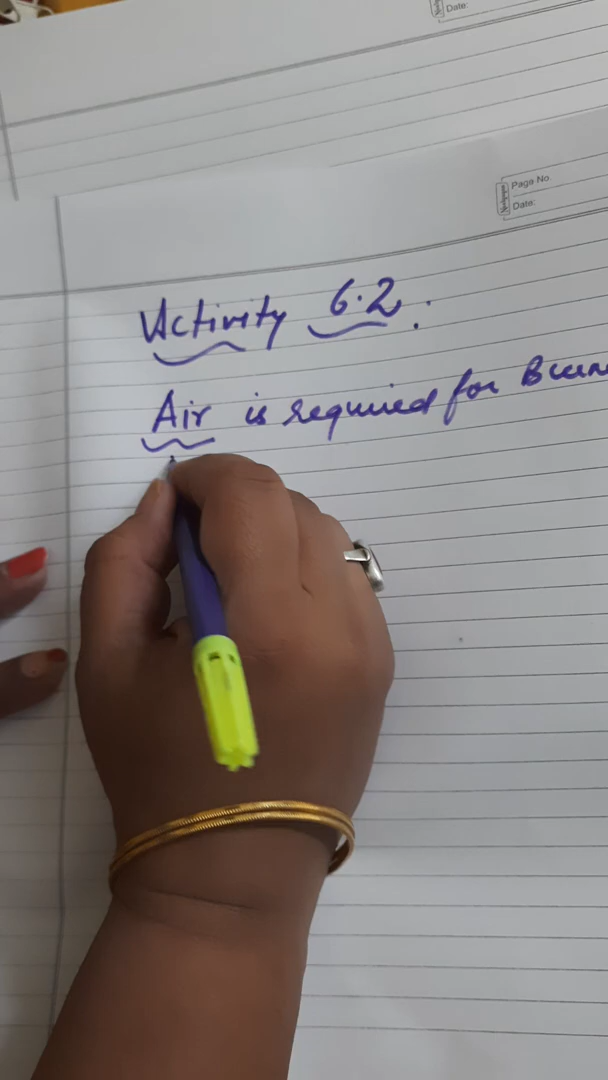 Date:
Page No.
Date:
Activity 6.2.
Air is required for